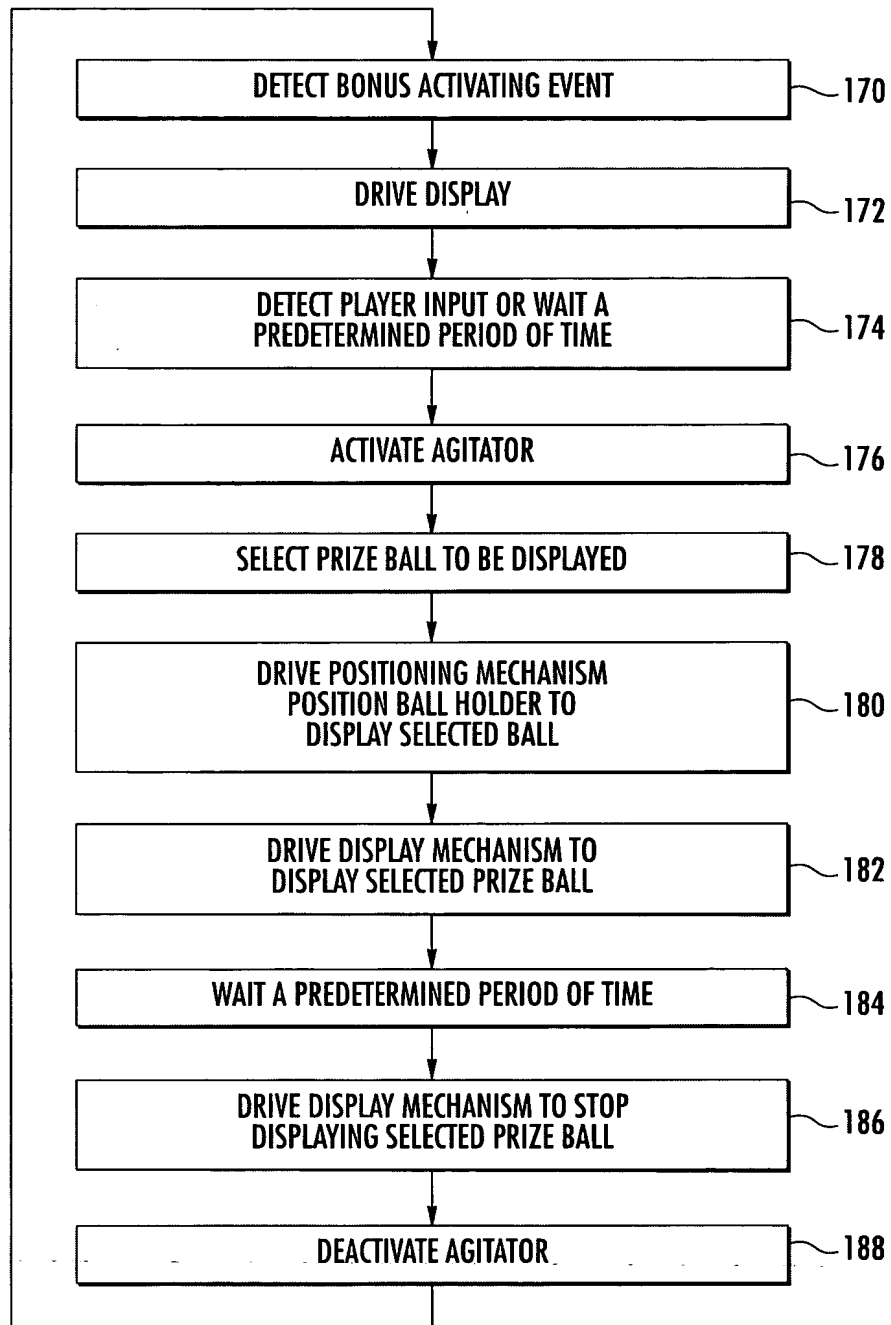 DETECT BONUS ACTIVATING EVENT
170
DRIVE DISPLAY
172
DETECT PLAYER INPUT OR WAIT A
PREDETERMINED PERIOD OF TIME
174
ACTIVATE AGITATOR
176
SELECT PRIZE BALL TO BE DISPLAYED
178
DRIVE POSITIONING MECHANISM
POSITION BALL HOLDER TO
DISPLAY SELECTED BALL
180
DRIVE DISPLAY MECHANISM TO
DISPLAY SELECTED PRIZE BALL
182
WAIT A PREDETERMINED PERIOD OF TIME
184
DRIVE DISPLAY MECHANISM TO STOP
DISPLAYING SELECTED PRIZE BALL
186
DEACTIVATE AGITATOR
188